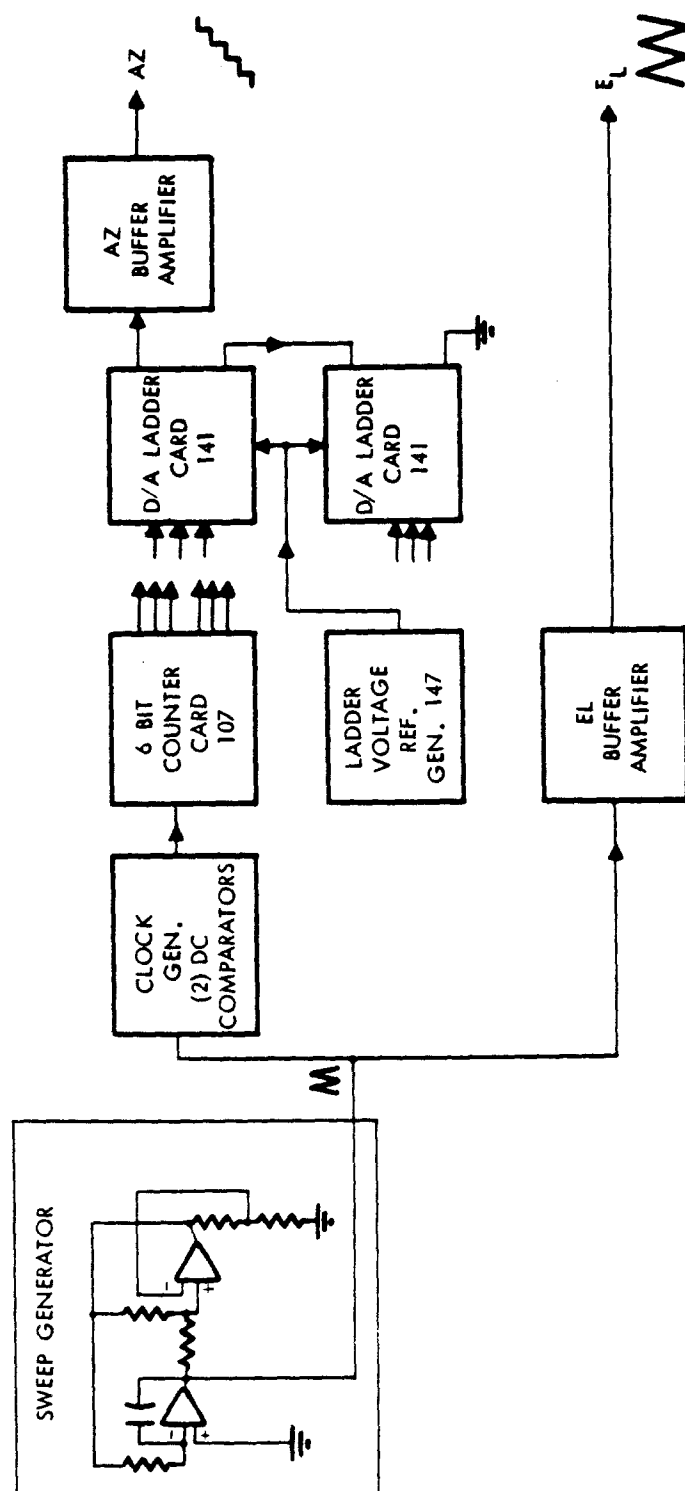 SWEEP GENERATOR
-
+
-
+
CLOCK
GEN.
(2) DC
COMPARATORS
6 BIT
COUNTER
CARD
107
D/A LADDER
CARD
141
AZ
BUFFER
AMPLIFIER
AZ
LADDER
VOLTAGE
REF.
GEN. 147
D/A LADDER
CARD
141
EL
BUFFER
AMPLIFIER
EL